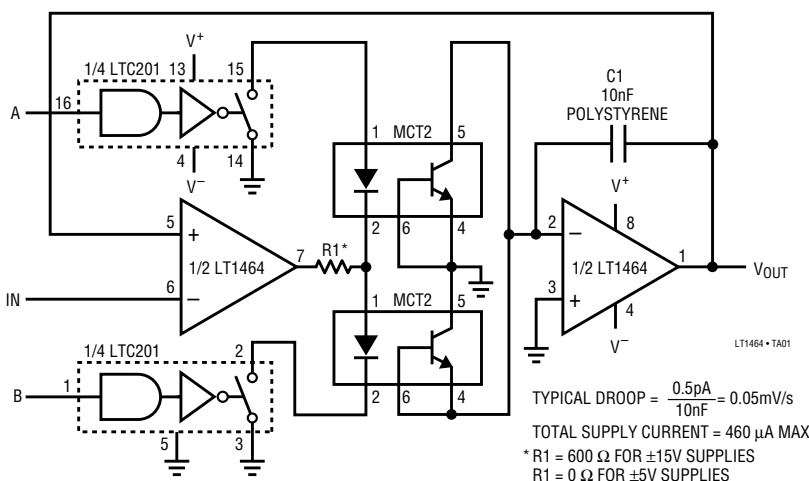 1/4 LTC201
V+
13
15
A
16
4
V−
14
1
MCT2
5
2
6
4
C1
10nF
POLYSTYRENE
V+
8
2
−
1/2 LT1464
1
VOUT
3
+
4
V−
5
+
1/2 LT1464
7
R1*
IN
6
−
1
MCT2
5
2
6
4
1/4 LTC201
2
B
1
5
3
LT1464 • TA01
TYPICAL DROOP = 0.5pA / 10nF = 0.05mV/s
TOTAL SUPPLY CURRENT = 460 µA MAX
* R1 = 600 Ω FOR ±15V SUPPLIES
R1 = 0 Ω FOR ±5V SUPPLIES